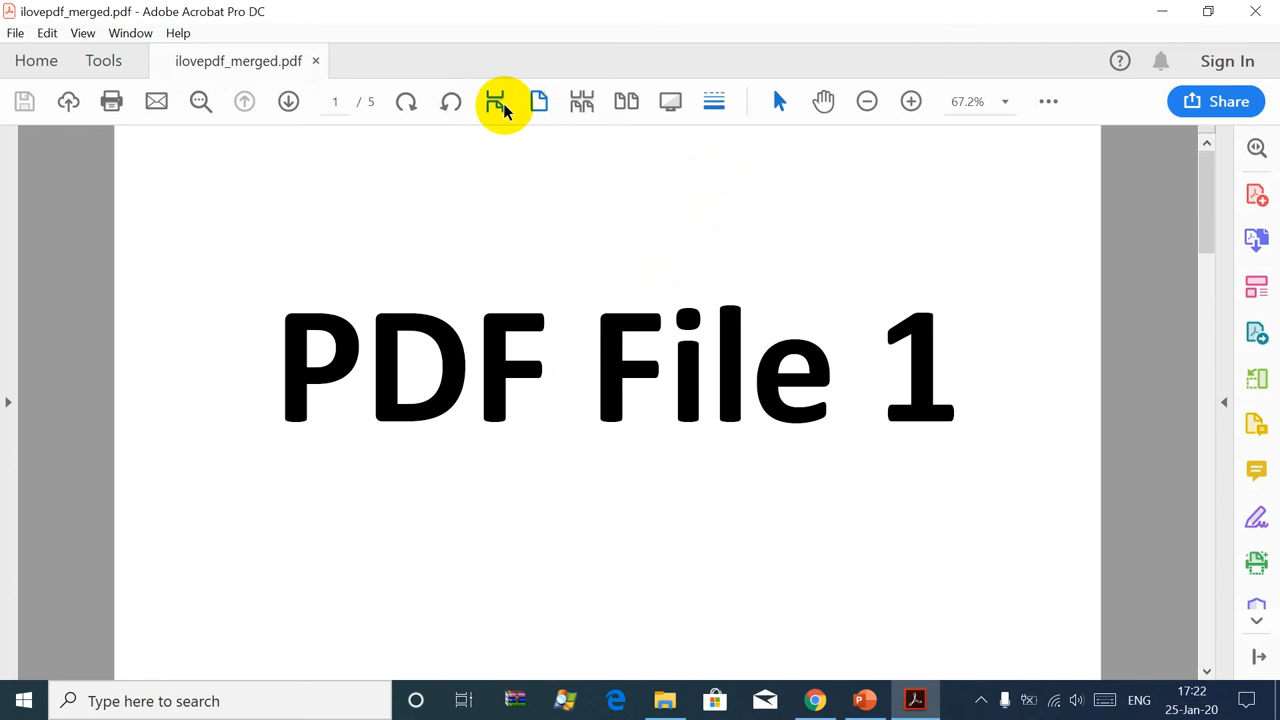 ilovepdf_merged.pdf - Adobe Acrobat Pro DC
File Edit View Window Help
Home Tools ilovepdf_merged.pdf × Sign In
1 / 5 67.2% Share
PDF File 1
Type here to search
ENG
17:22
25-Jan-20